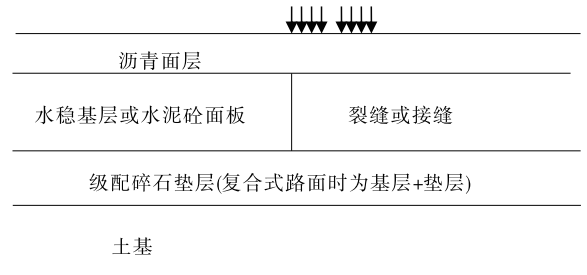 沥青面层
水稳基层或水泥砼面板
裂缝或接缝
级配碎石垫层(复合式路面时为基层+垫层)
土基